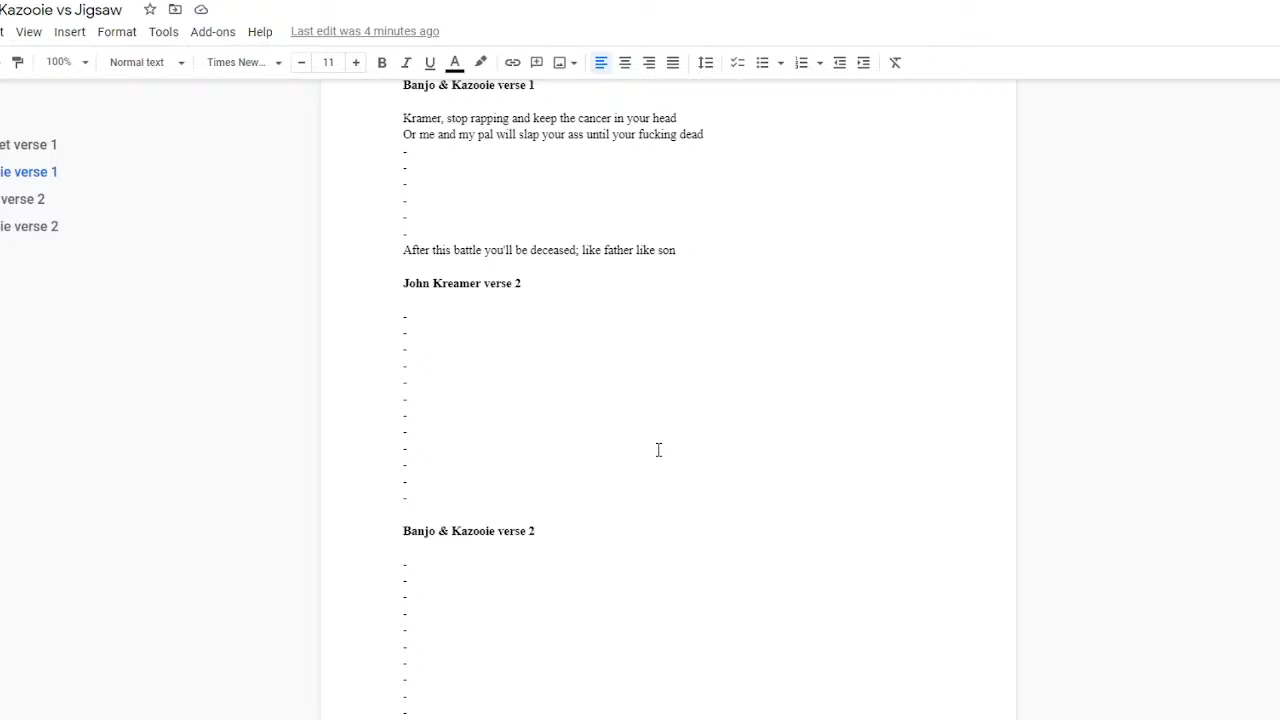 Kazooie vs Jigsaw
t View Insert Format Tools Add-ons Help Last edit was 4 minutes ago
100% Normal text Times New... − 11 + B I U A
Banjo & Kazooie verse 1
Kramer, stop rapping and keep the cancer in your head
et verse 1
Or me and my pal will slap your ass until your fucking dead
-
ie verse 1
-
-
verse 2
-
-
ie verse 2
-
After this battle you'll be deceased; like father like son
John Kreamer verse 2
-
-
-
-
-
-
-
-
-
-
-
-
Banjo & Kazooie verse 2
-
-
-
-
-
-
-
-
-
-